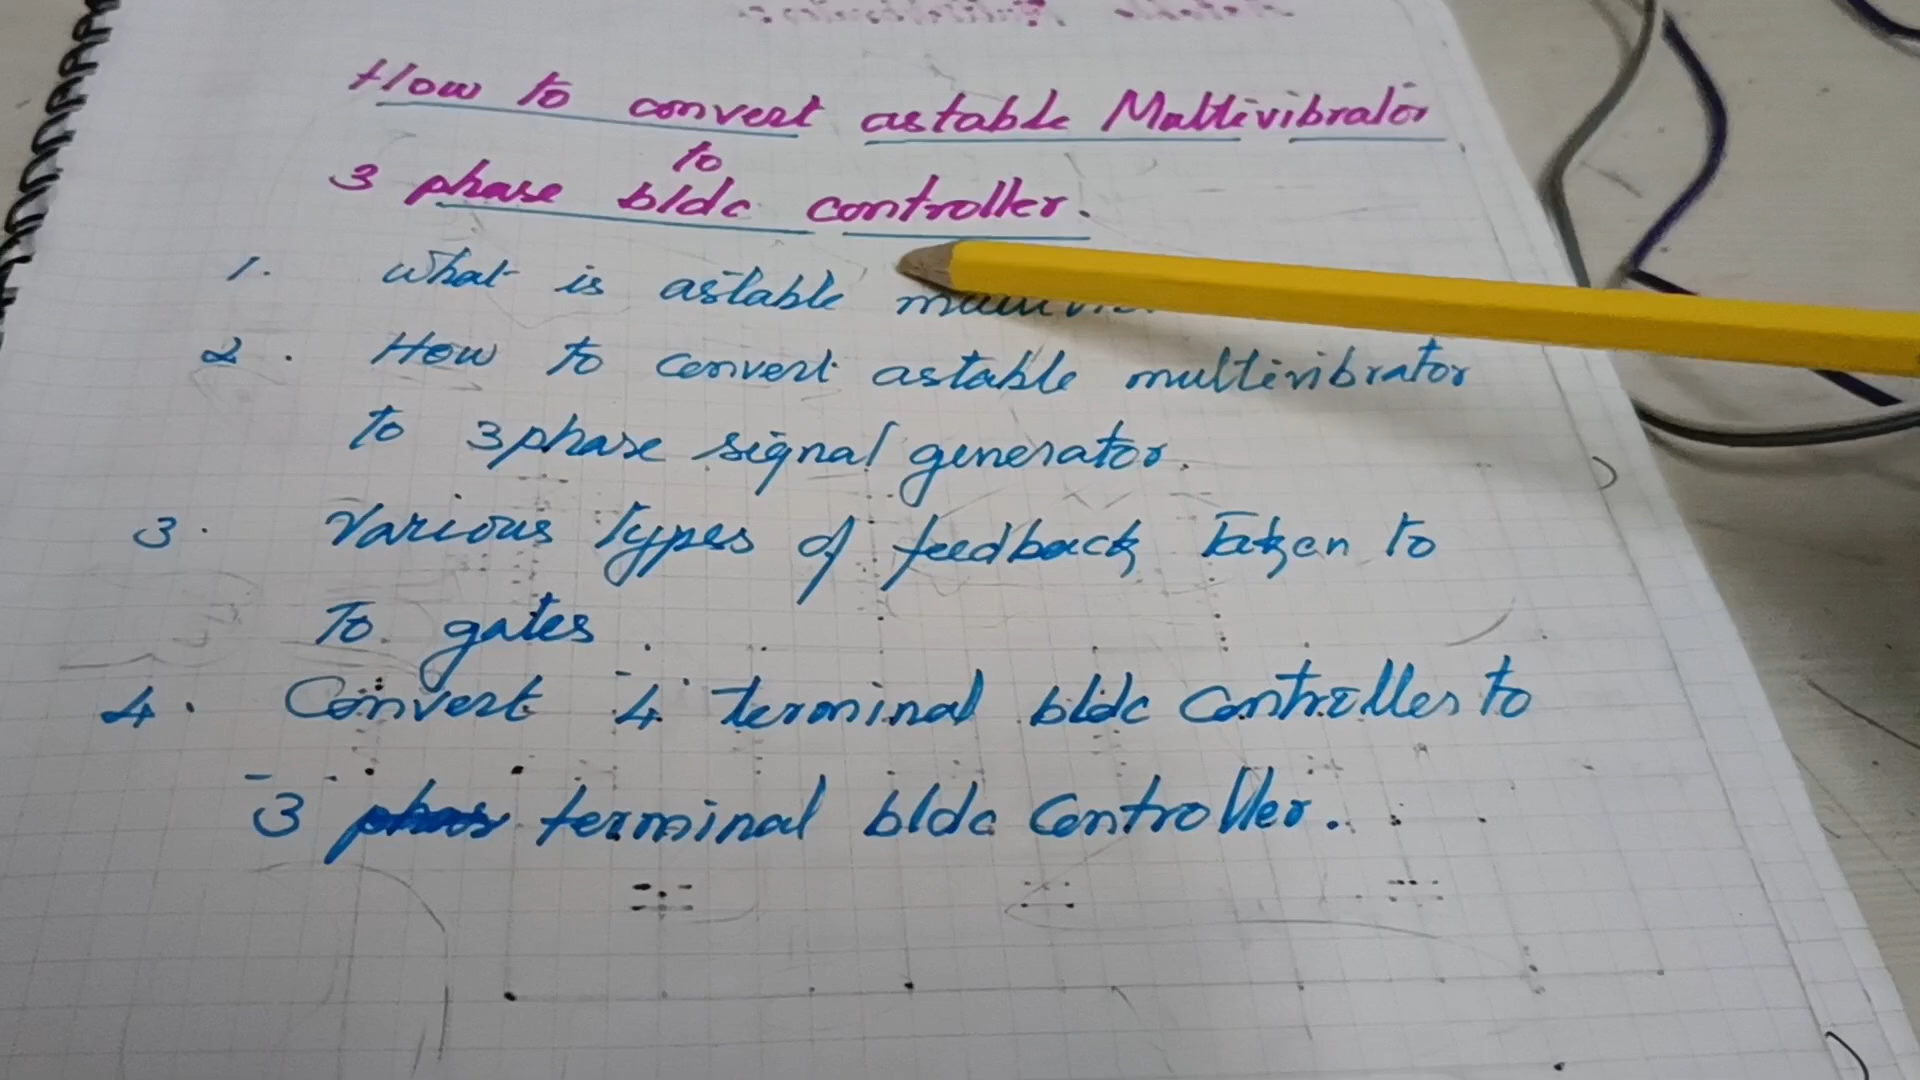 How to convert astable Multivibrator
to
3 phase bldc controller.
1. What is astable
2. How to convert astable multivibrator
to 3phase signal generator.
3. Various types of feedback Taken to
To gates.
4. Convert 4 terminal bldc controller to
3 terminal bldc controller.